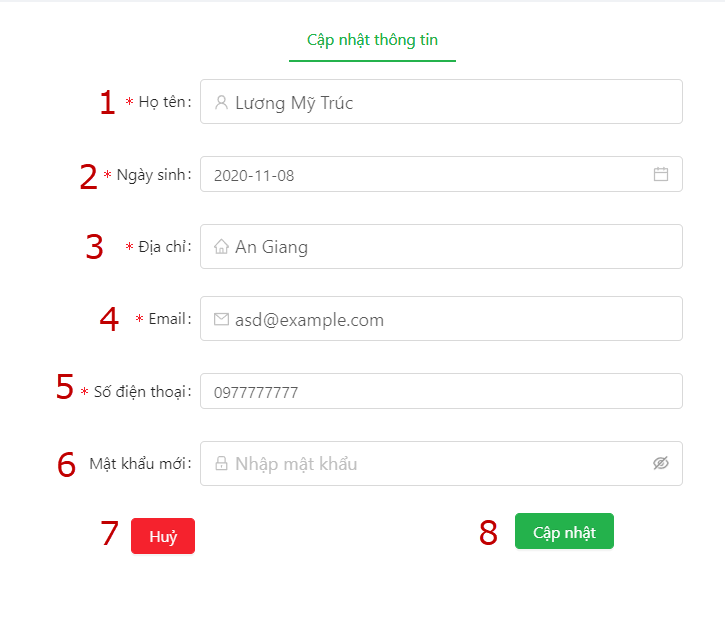 Cập nhật thông tin
1 * Họ tên: Lương Mỹ Trúc
2 * Ngày sinh: 2020-11-08
3 * Địa chỉ: An Giang
4 * Email: asd@example.com
5 * Số điện thoại: 0977777777
6 Mật khẩu mới: Nhập mật khẩu
7 Huỷ 8 Cập nhật